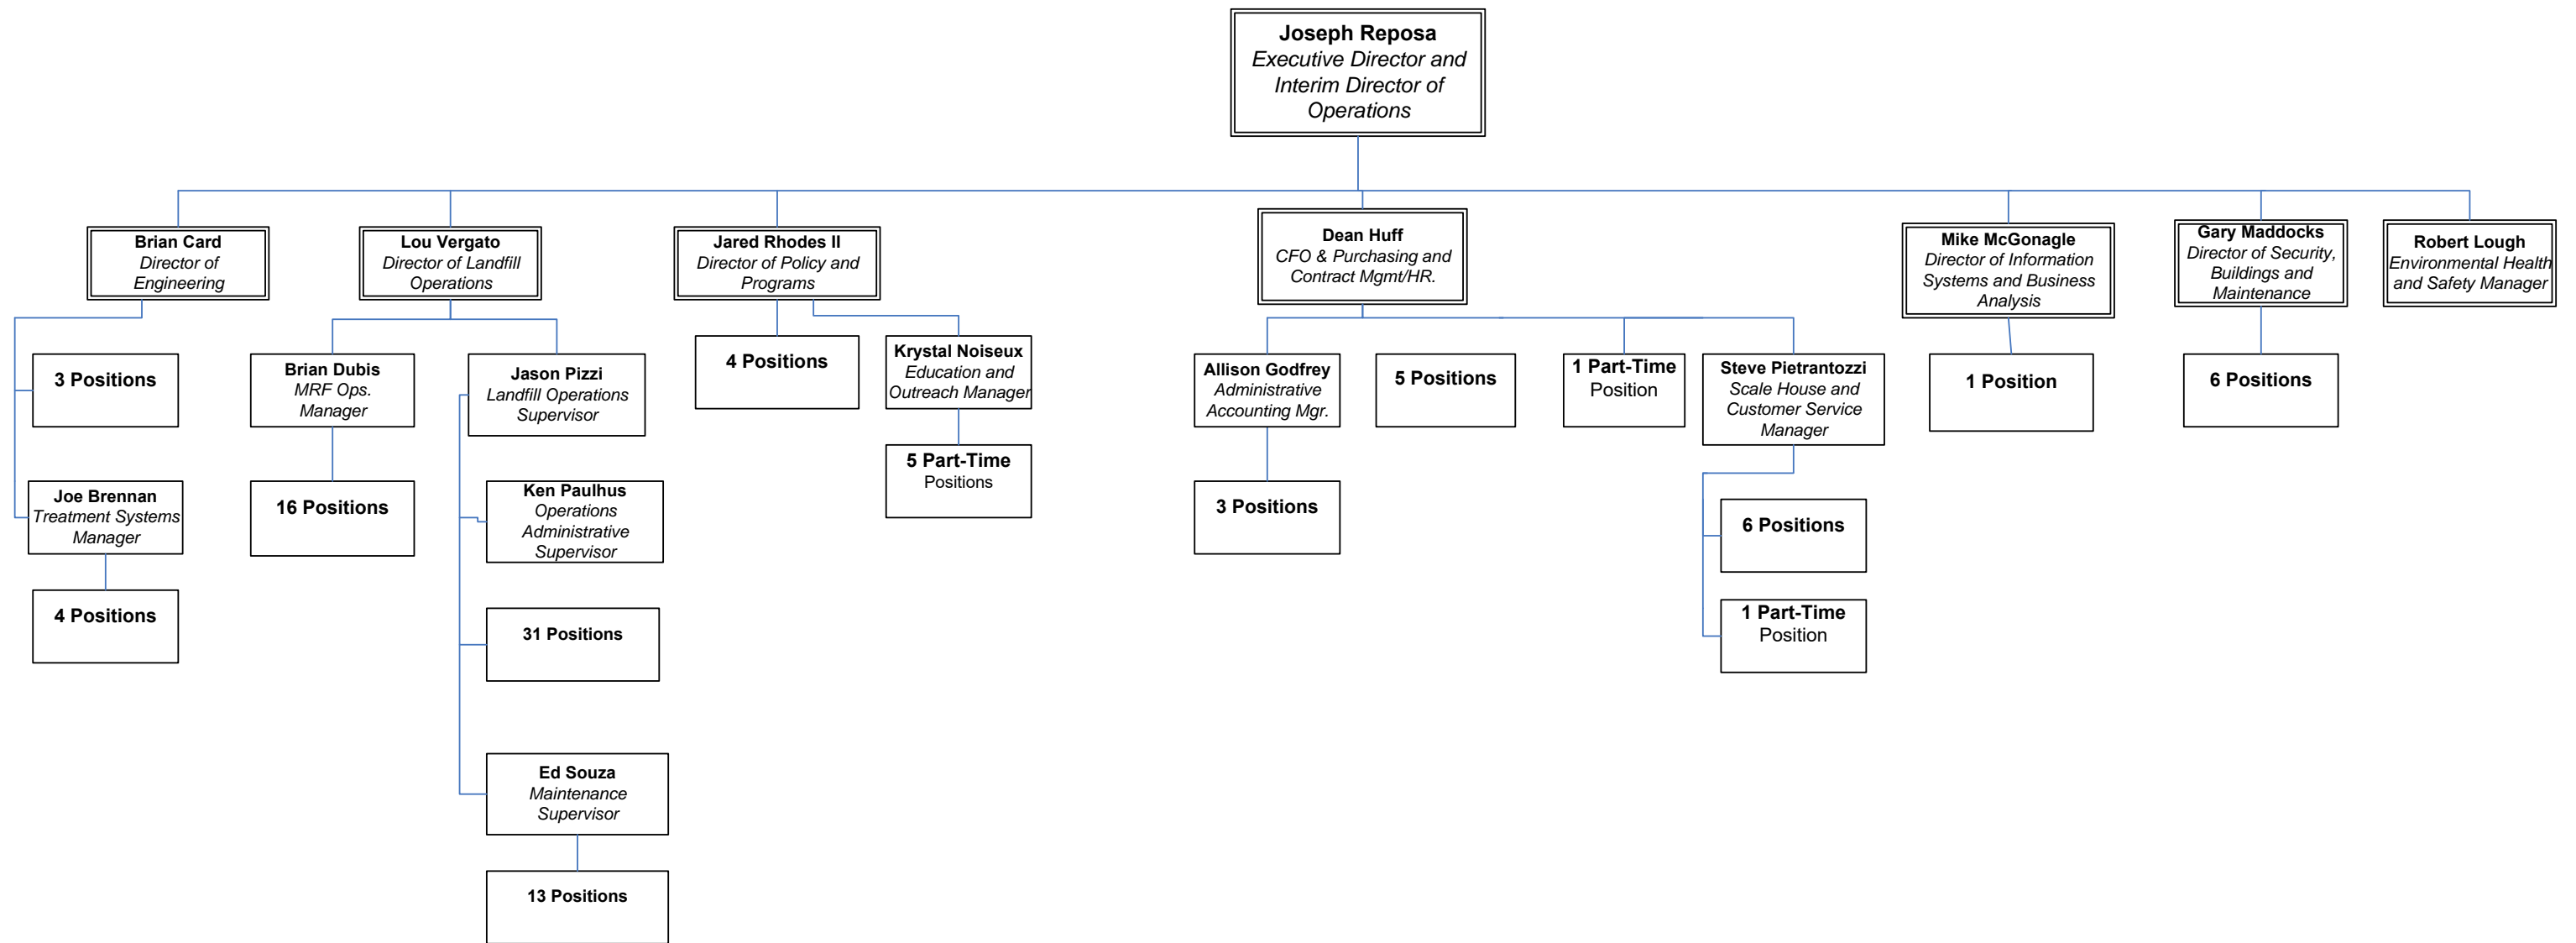 Joseph Reposa
Executive Director and
Interim Director of
Operations
Brian Card
Director of
Engineering
Lou Vergato
Director of Landfill
Operations
Jared Rhodes II
Director of Policy and
Programs
Dean Huff
CFO & Purchasing and
Contract Mgmt/HR.
Mike McGonagle
Director of Information
Systems and Business
Analysis
Gary Maddocks
Director of Security,
Buildings and
Maintenance
Robert Lough
Environmental Health
and Safety Manager
3 Positions
Joe Brennan
Treatment Systems
Manager
4 Positions
Brian Dubis
MRF Ops.
Manager
16 Positions
Jason Pizzi
Landfill Operations
Supervisor
Ken Paulhus
Operations
Administrative
Supervisor
31 Positions
Ed Souza
Maintenance
Supervisor
13 Positions
4 Positions
Krystal Noiseux
Education and
Outreach Manager
5 Part-Time
Positions
Allison Godfrey
Administrative
Accounting Mgr.
3 Positions
5 Positions
1 Part-Time
Position
Steve Pietrantozzi
Scale House and
Customer Service
Manager
6 Positions
1 Part-Time
Position
1 Position
6 Positions